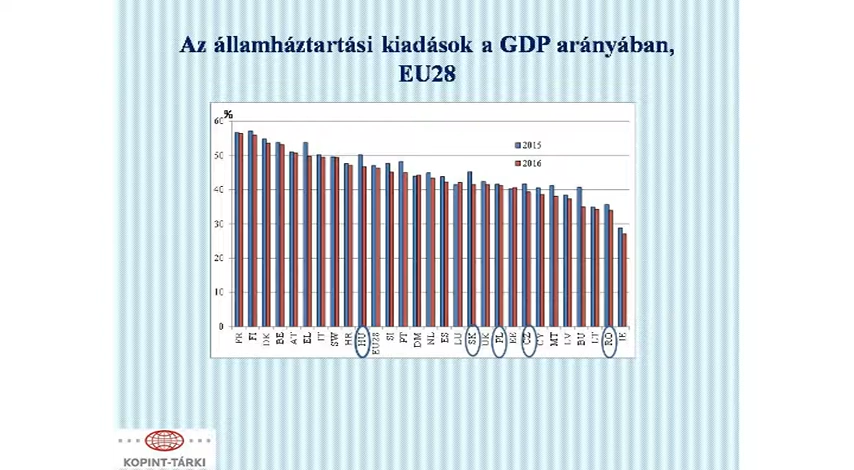 Az államháztartási kiadások a GDP arányában,
EU28
%
60
50
40
30
20
10
0
2015
2016
FR FI DK BE AT EL IT SW HR HU EU28 SI PT DM NL ES LU SK UK PL EE CZ CY MT LV BU LT RO IE
KOPINT-TÁRKI